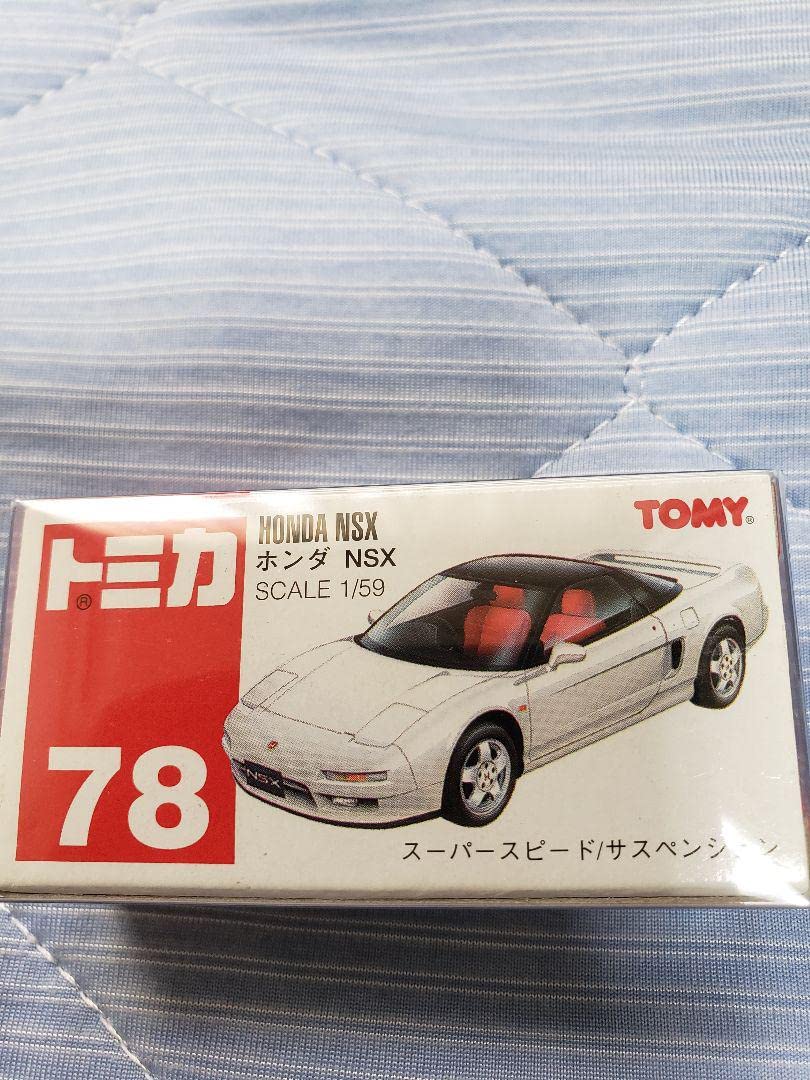 トミカ®
78
HONDA NSX
ホンダ NSX
SCALE 1/59
TOMY®
NSX
スーパースピード/サスペンション